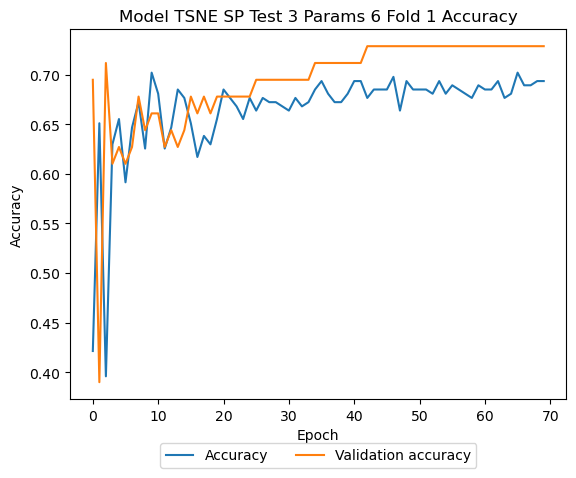 Model TSNE SP Test 3 Params 6 Fold 1 Accuracy
Accuracy
0.70
0.65
0.60
0.55
0.50
0.45
0.40
0 10 20 30 40 50 60 70
Epoch
Accuracy Validation accuracy